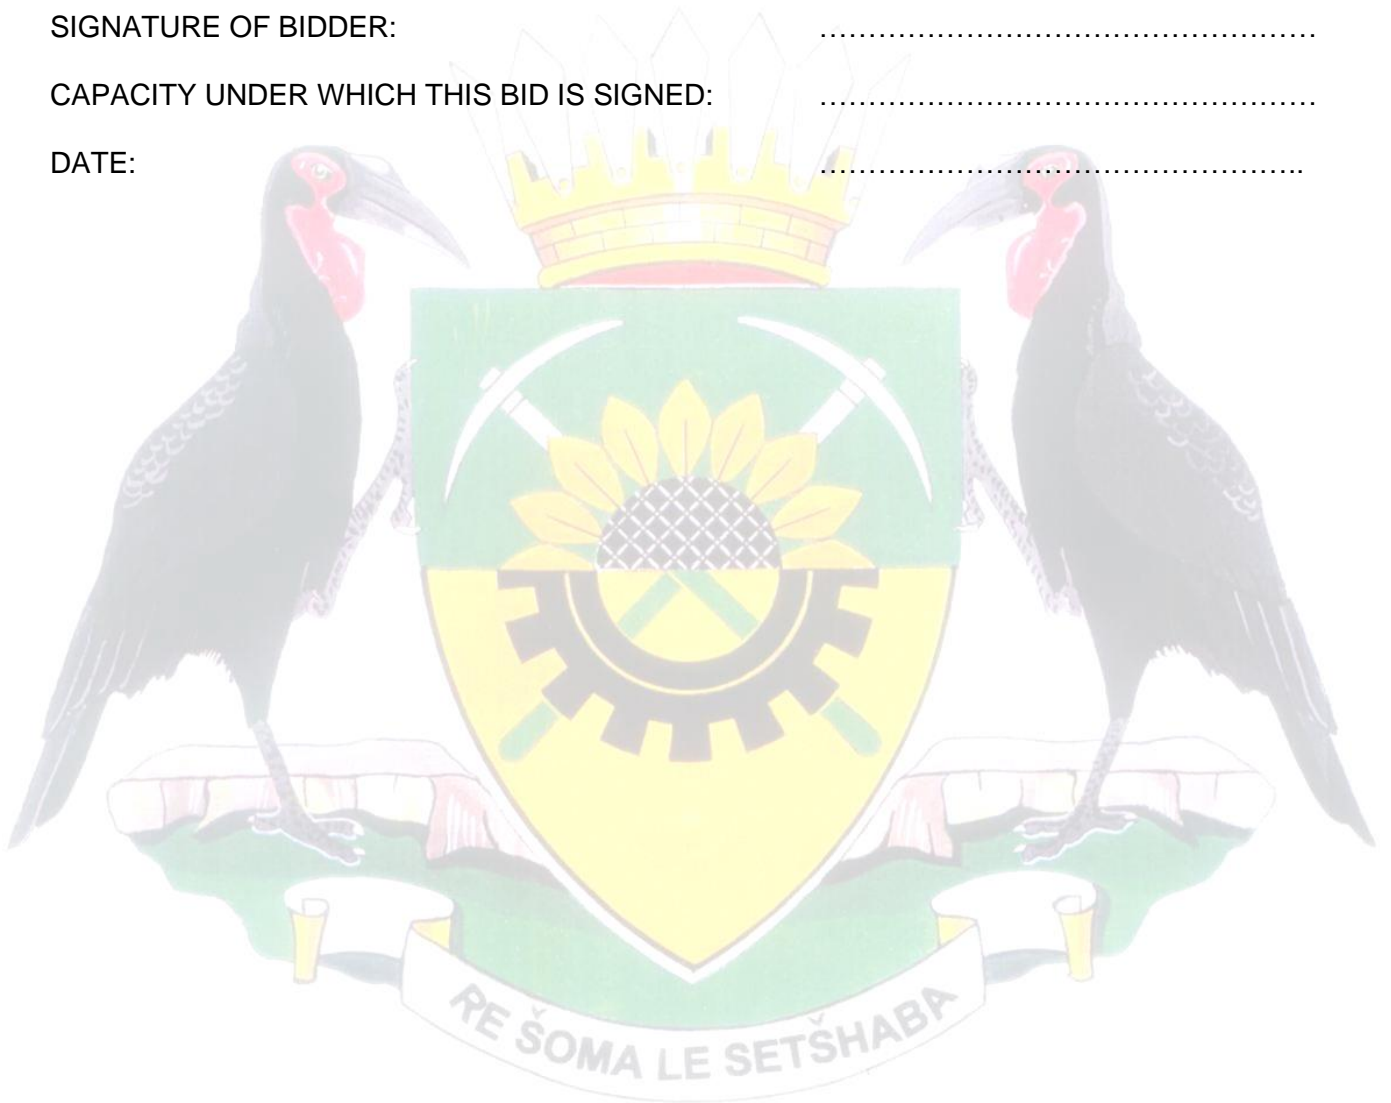 SIGNATURE OF BIDDER: ……………………………………………
CAPACITY UNDER WHICH THIS BID IS SIGNED: ……………………………………………
DATE: …………………………………………..
RE ŠOMA LE SETŠHABA